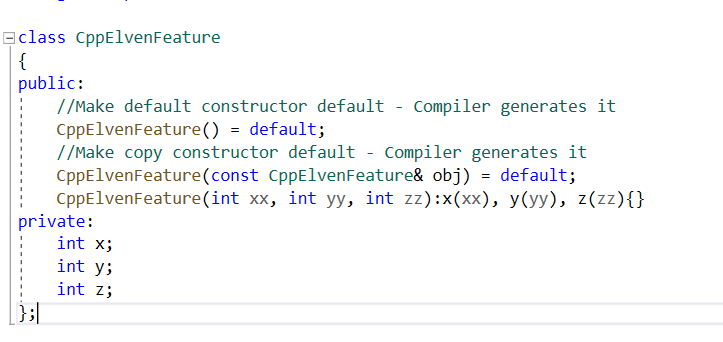 class CppElvenFeature
{
public:
    //Make default constructor default - Compiler generates it
    CppElvenFeature() = default;
    //Make copy constructor default - Compiler generates it
    CppElvenFeature(const CppElvenFeature& obj) = default;
    CppElvenFeature(int xx, int yy, int zz):x(xx), y(yy), z(zz){}
private:
    int x;
    int y;
    int z;
};